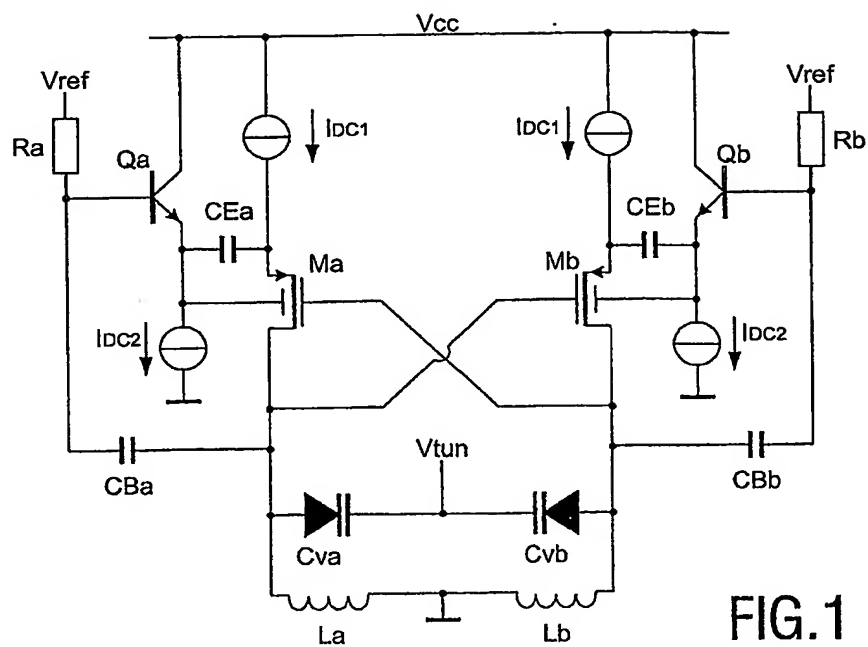 Vcc
Vref
Vref
IDC1
IDC1
Ra
Rb
Qa
Qb
CEa
CEb
Ma
Mb
IDC2
IDC2
Vtun
CBa
CBb
Cva
Cvb
La
Lb
FIG.1